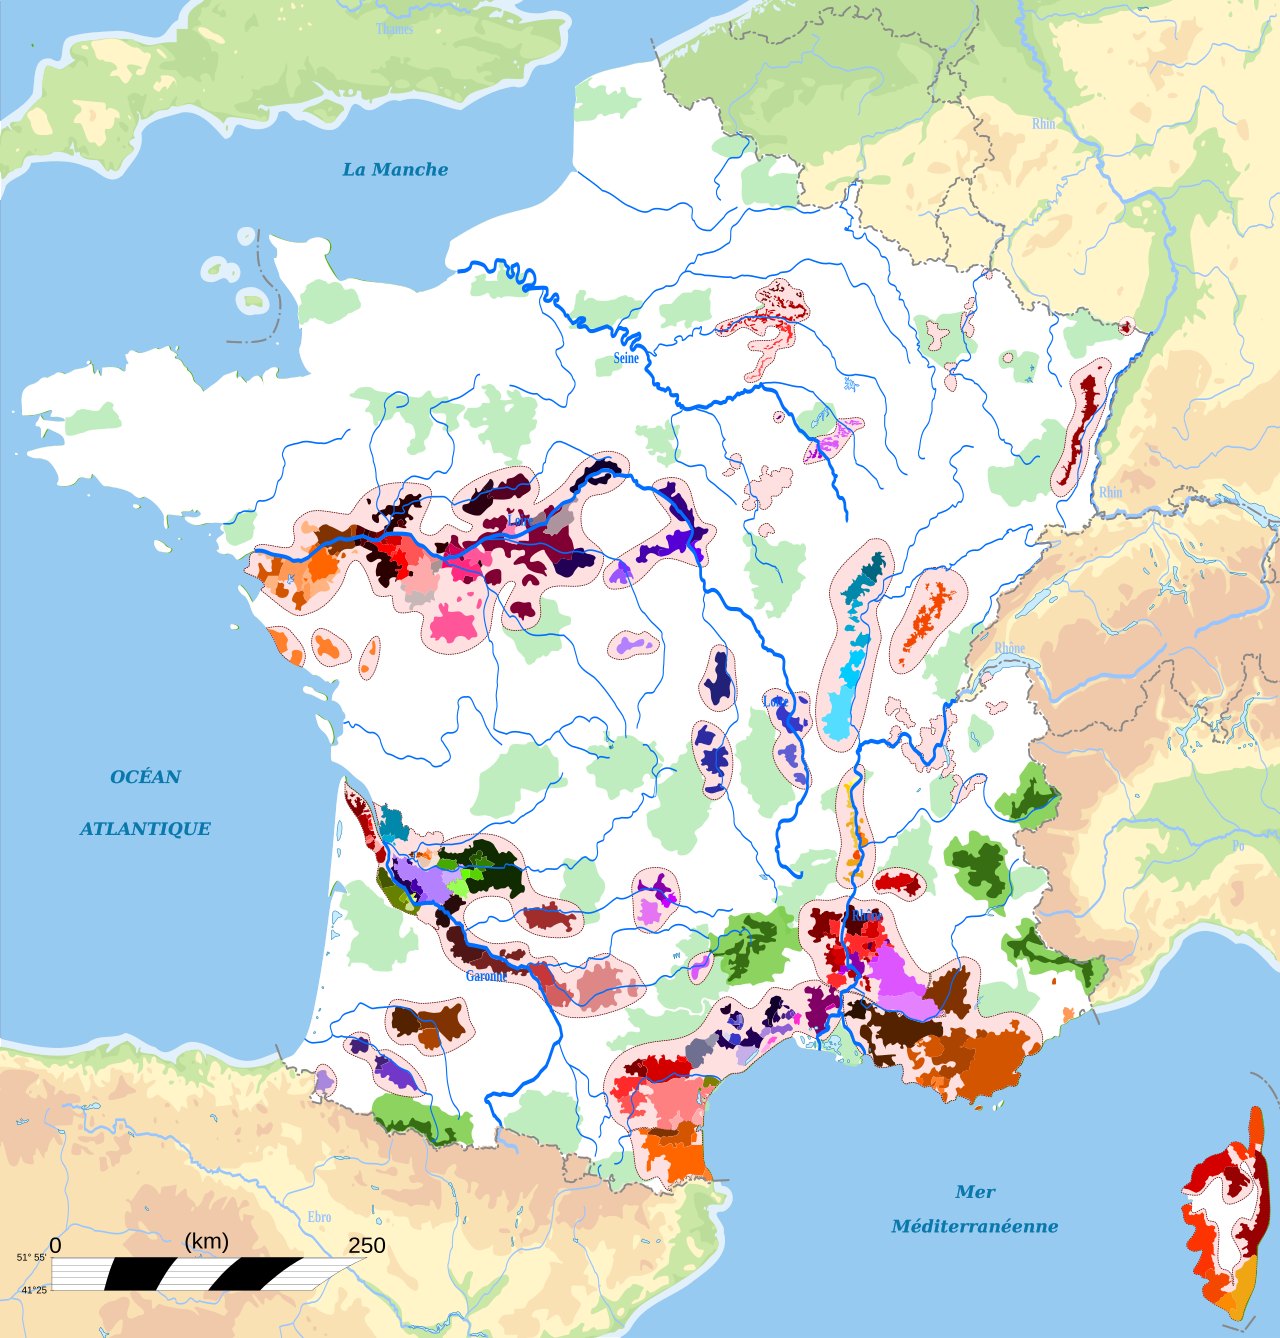 Thames
Rhin
La Manche
Seine
Rhin
Loire
Rhône
Loire
OCÉAN
ATLANTIQUE
Po
Rhône
Garonne
Mer
Méditerranéenne
Ebro
0 (km) 250
51° 55'
41°25